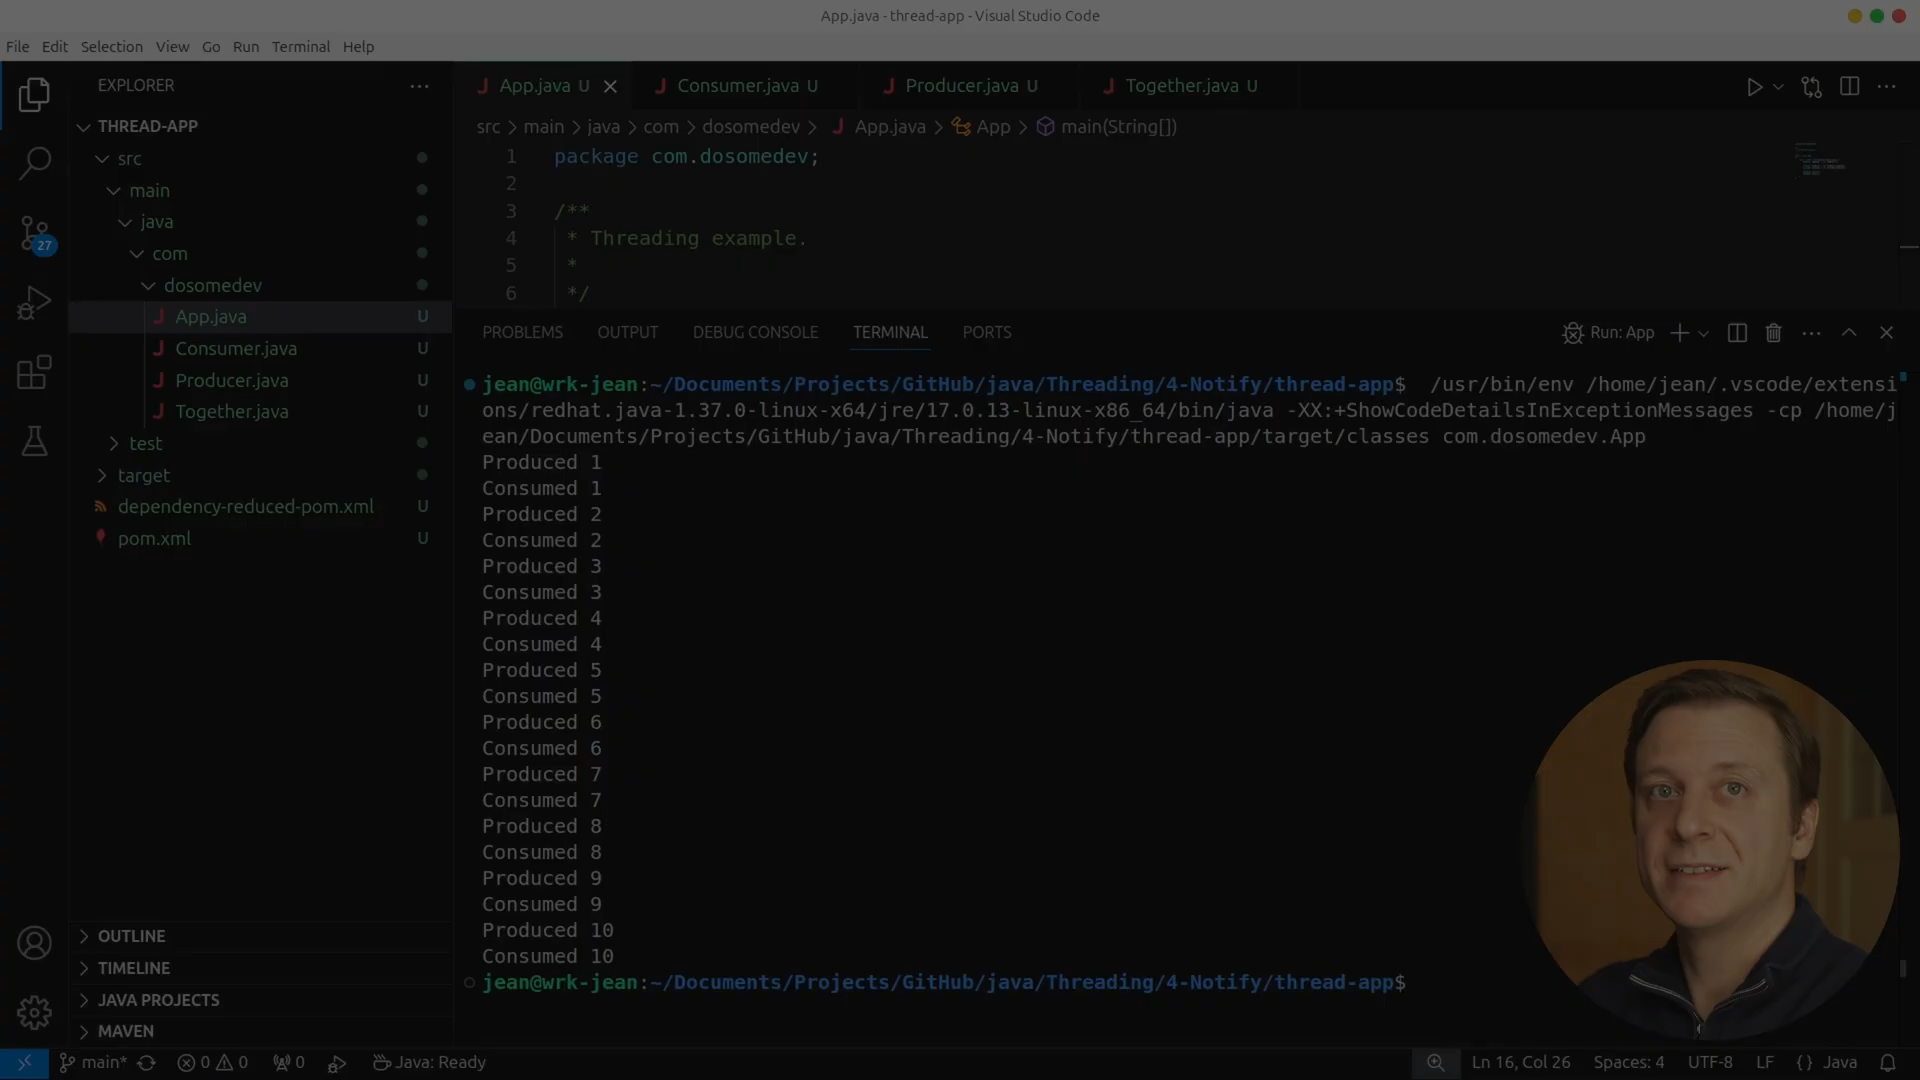 App.java - thread-app - Visual Studio Code
File Edit Selection View Go Run Terminal Help
EXPLORER
THREAD-APP
src
main
java
com
dosomedev
App.java U
Consumer.java U
Producer.java U
Together.java U
test
target
dependency-reduced-pom.xml U
pom.xml U
OUTLINE
TIMELINE
JAVA PROJECTS
MAVEN
27
App.java U Consumer.java U Producer.java U Together.java U
src > main > java > com > dosomedev > App.java > App > main(String[])
1 package com.dosomedev;
2
3 /**
4 * Threading example.
5 *
6 */
PROBLEMS OUTPUT DEBUG CONSOLE TERMINAL PORTS
Run: App
jean@wrk-jean:~/Documents/Projects/GitHub/java/Threading/4-Notify/thread-app$ /usr/bin/env /home/jean/.vscode/extensi
ons/redhat.java-1.37.0-linux-x64/jre/17.0.13-linux-x86_64/bin/java -XX:+ShowCodeDetailsInExceptionMessages -cp /home/j
ean/Documents/Projects/GitHub/java/Threading/4-Notify/thread-app/target/classes com.dosomedev.App
Produced 1
Consumed 1
Produced 2
Consumed 2
Produced 3
Consumed 3
Produced 4
Consumed 4
Produced 5
Consumed 5
Produced 6
Consumed 6
Produced 7
Consumed 7
Produced 8
Consumed 8
Produced 9
Consumed 9
Produced 10
Consumed 10
jean@wrk-jean:~/Documents/Projects/GitHub/java/Threading/4-Notify/thread-app$
main* 0 0 0 Java: Ready Ln 16, Col 26 Spaces: 4 UTF-8 LF {} Java